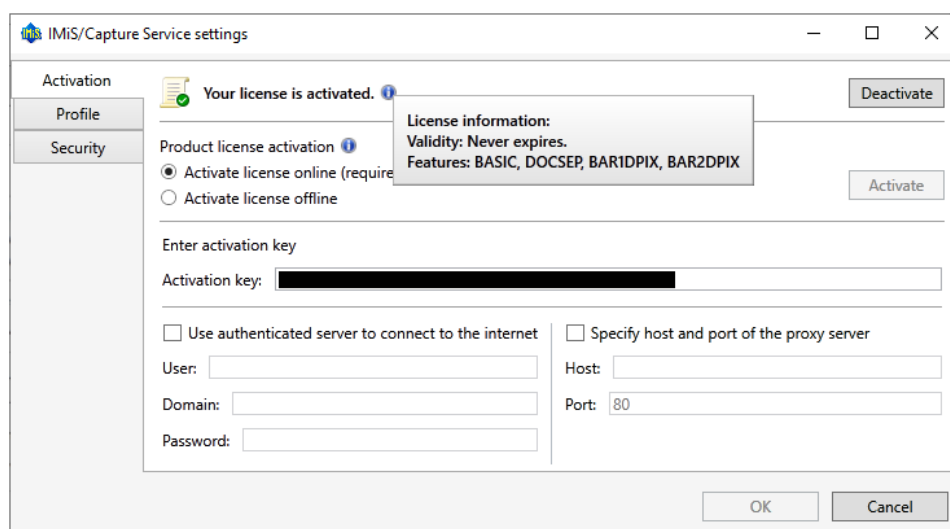 IMiS/Capture Service settings
Activation
Profile
Security
Your license is activated.
Deactivate
License information:
Validity: Never expires.
Features: BASIC, DOCSEP, BAR1DPIX, BAR2DPIX
Product license activation
Activate license online (require
Activate license offline
Activate
Enter activation key
Activation key:
Use authenticated server to connect to the internet
User:
Domain:
Password:
Specify host and port of the proxy server
Host:
Port: 80
OK
Cancel